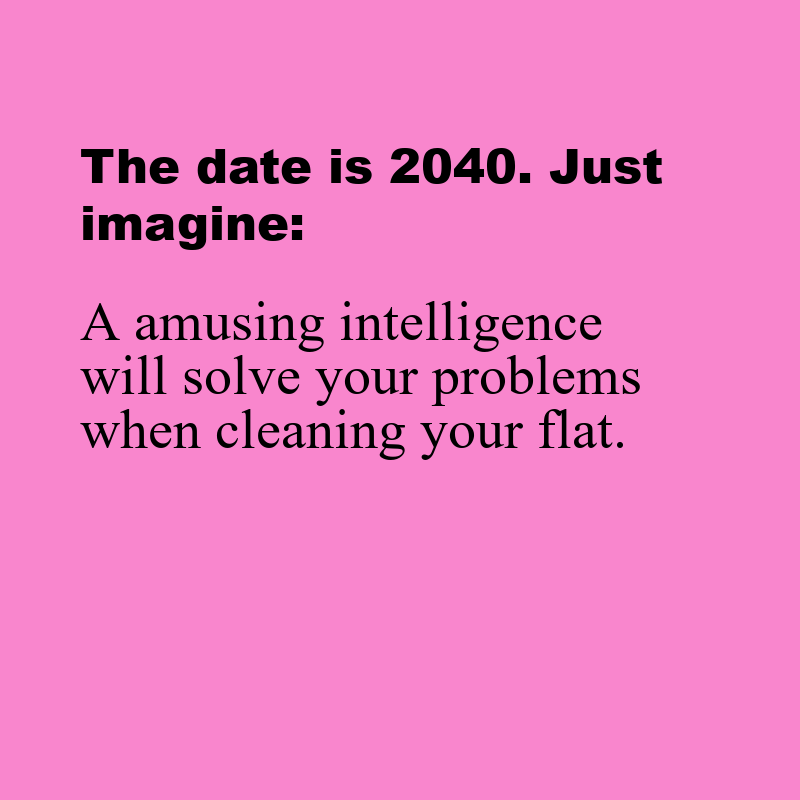 The date is 2040. Just
imagine:
A amusing intelligence
will solve your problems
when cleaning your flat.